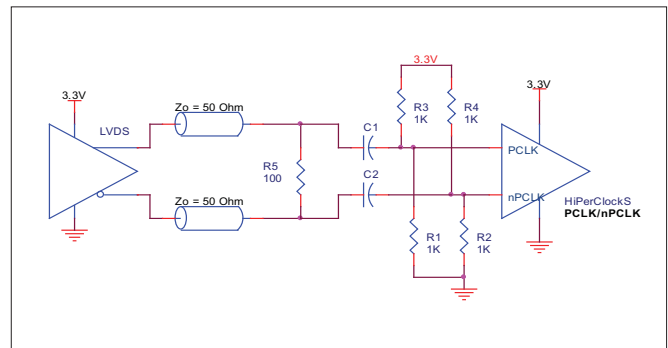 3.3V
3.3V
3.3V
Zo = 50 Ohm
LVDS
R3
1K
R4
1K
C1
PCLK
R5
100
C2
Zo = 50 Ohm
nPCLK
HiPerClockS
PCLK/nPCLK
R1
1K
R2
1K